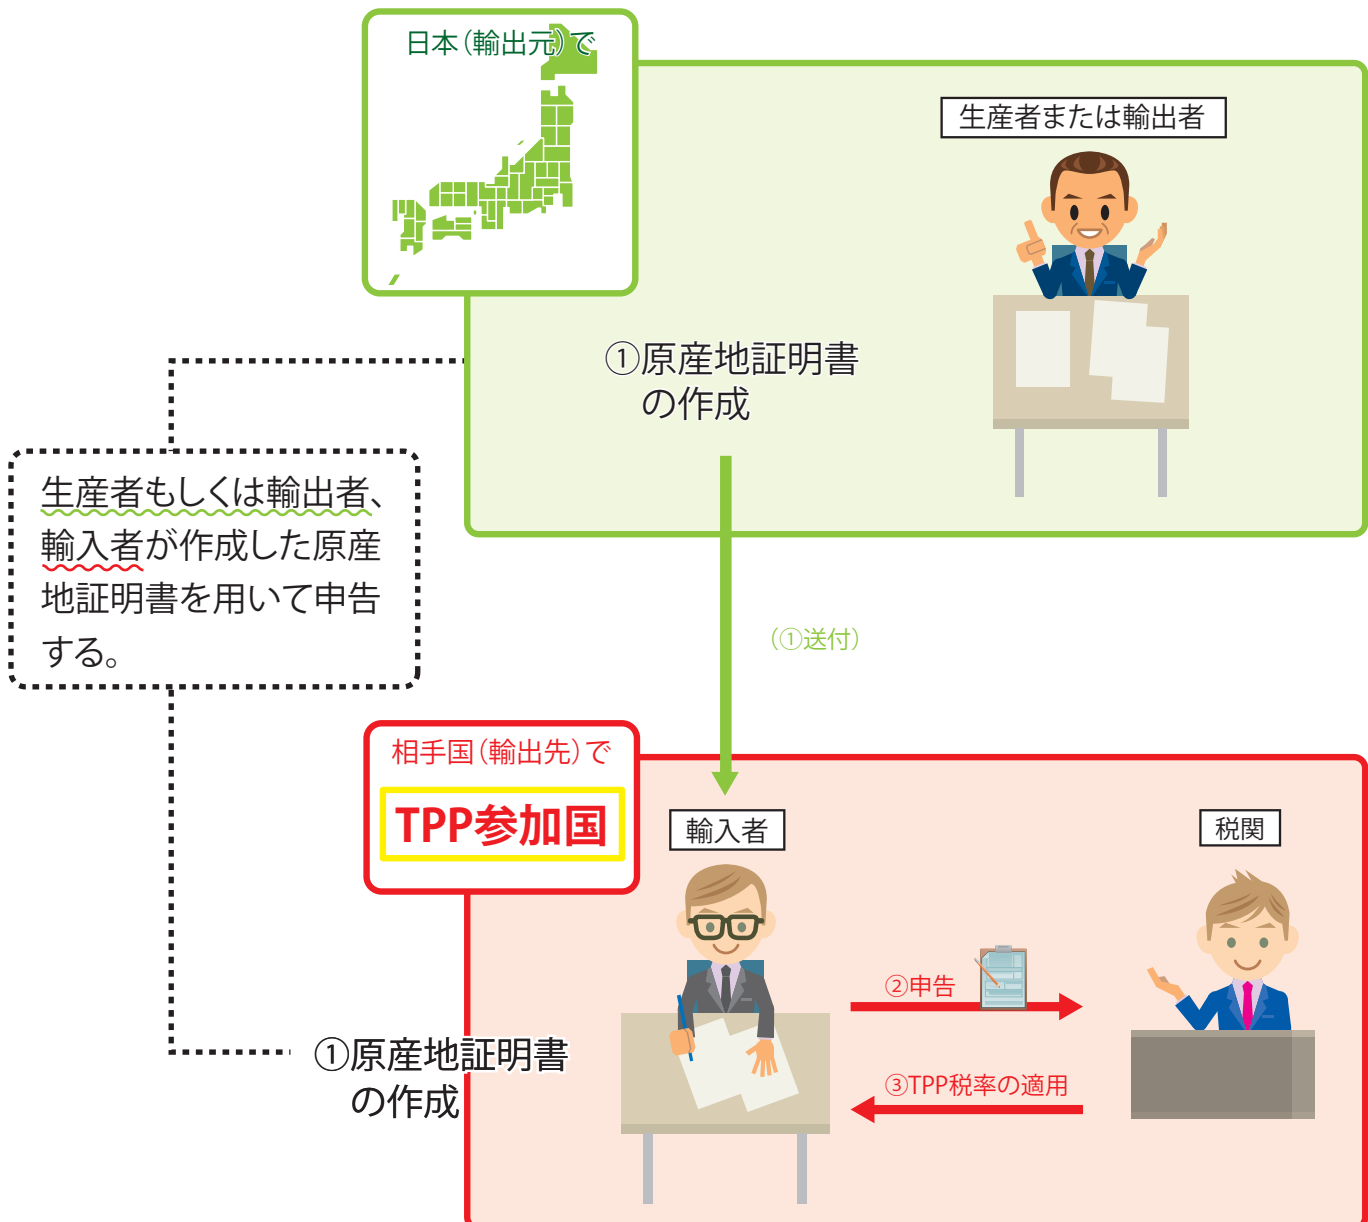 日本（輸出元）で
生産者または輸出者
①原産地証明書
の作成
生産者もしくは輸出者、
輸入者が作成した原産
地証明書を用いて申告
する。
（①送付）
相手国（輸出先）で
TPP参加国
輸入者
税関
②申告
③TPP税率の適用
①原産地証明書
の作成